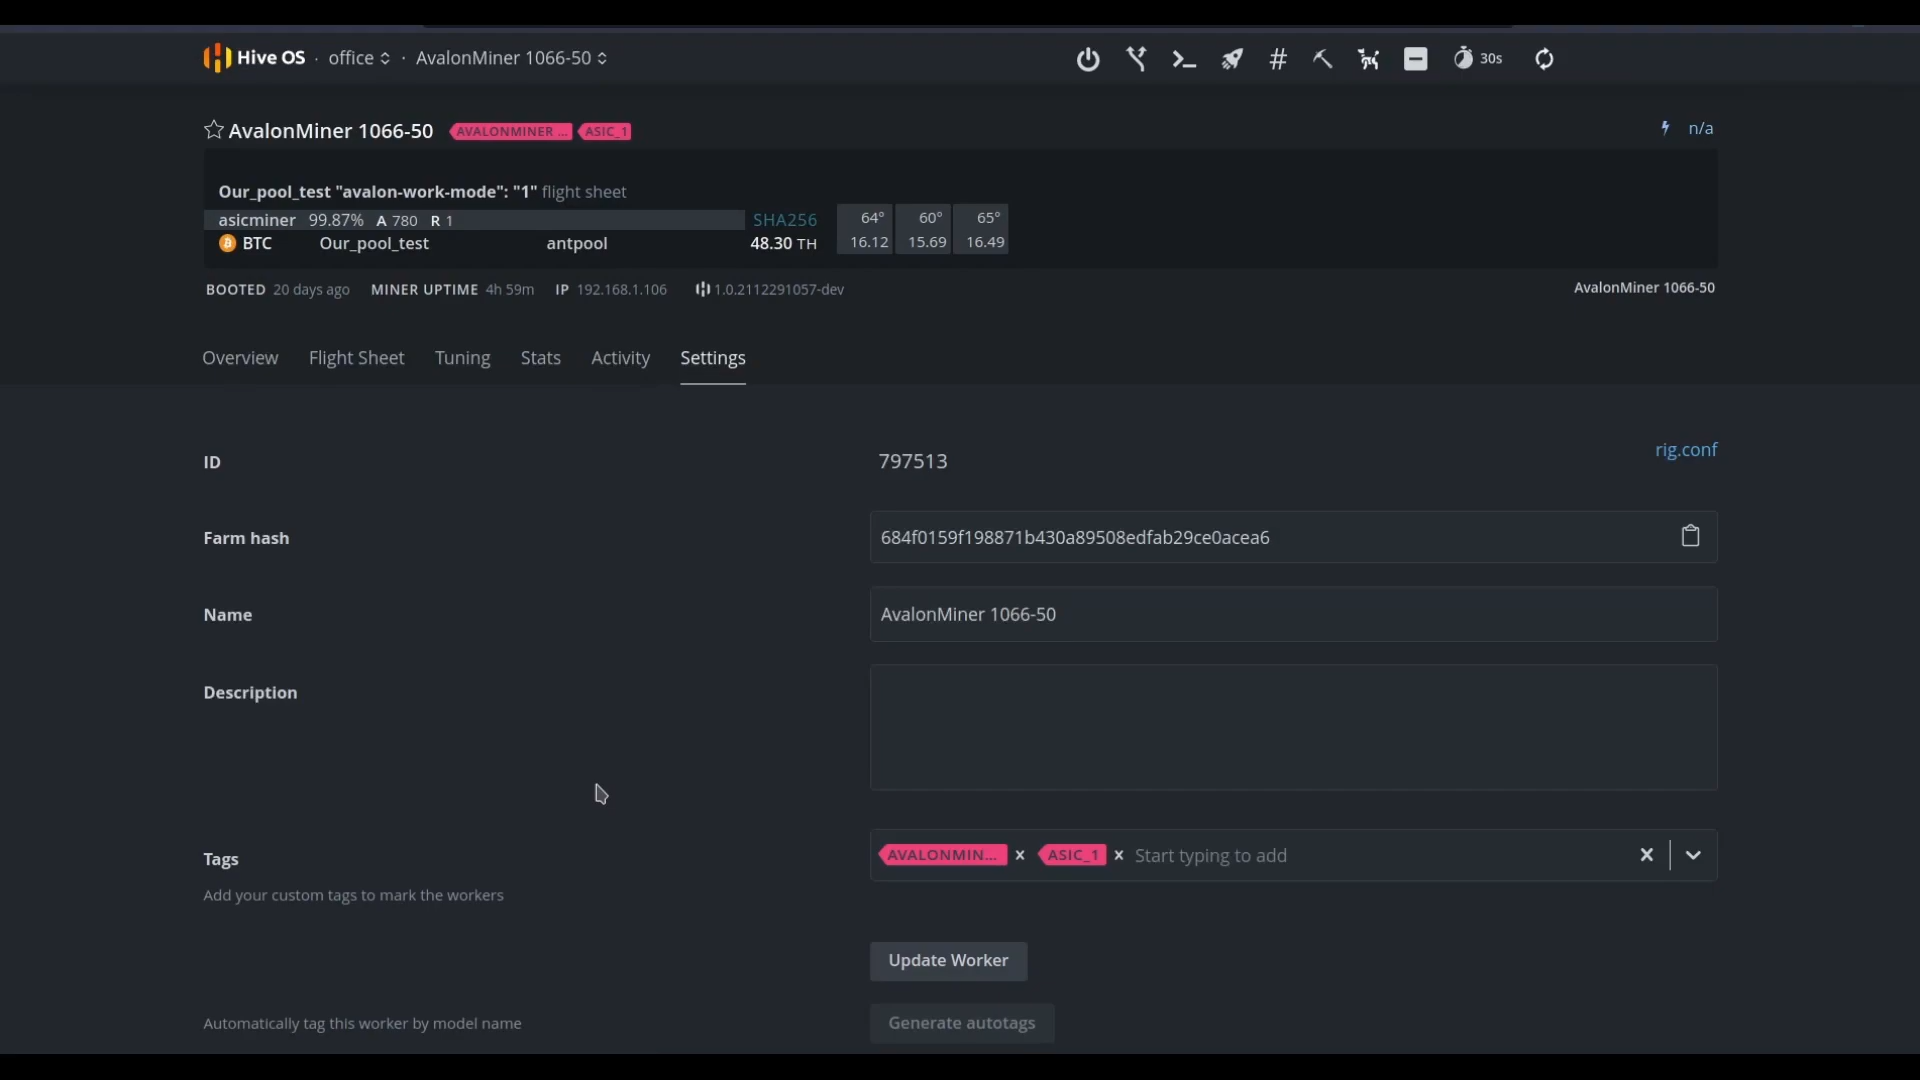 Hive OS · office · AvalonMiner 1066-50
30s
AvalonMiner 1066-50 AVALONMINER ... ASIC_1
n/a
Our_pool_test "avalon-work-mode": "1" flight sheet
asicminer 99.87% A 780 R 1 SHA256 64° 60° 65°
BTC Our_pool_test antpool 48.30 TH 16.12 15.69 16.49
BOOTED 20 days ago MINER UPTIME 4h 59m IP 192.168.1.106 1.0.2112291057-dev AvalonMiner 1066-50
Overview Flight Sheet Tuning Stats Activity Settings
ID 797513 rig.conf
Farm hash 684f0159f198871b430a89508edfab29ce0acea6
Name AvalonMiner 1066-50
Description
Tags AVALONMIN... × ASIC_1 × Start typing to add
Add your custom tags to mark the workers
Update Worker
Automatically tag this worker by model name Generate autotags